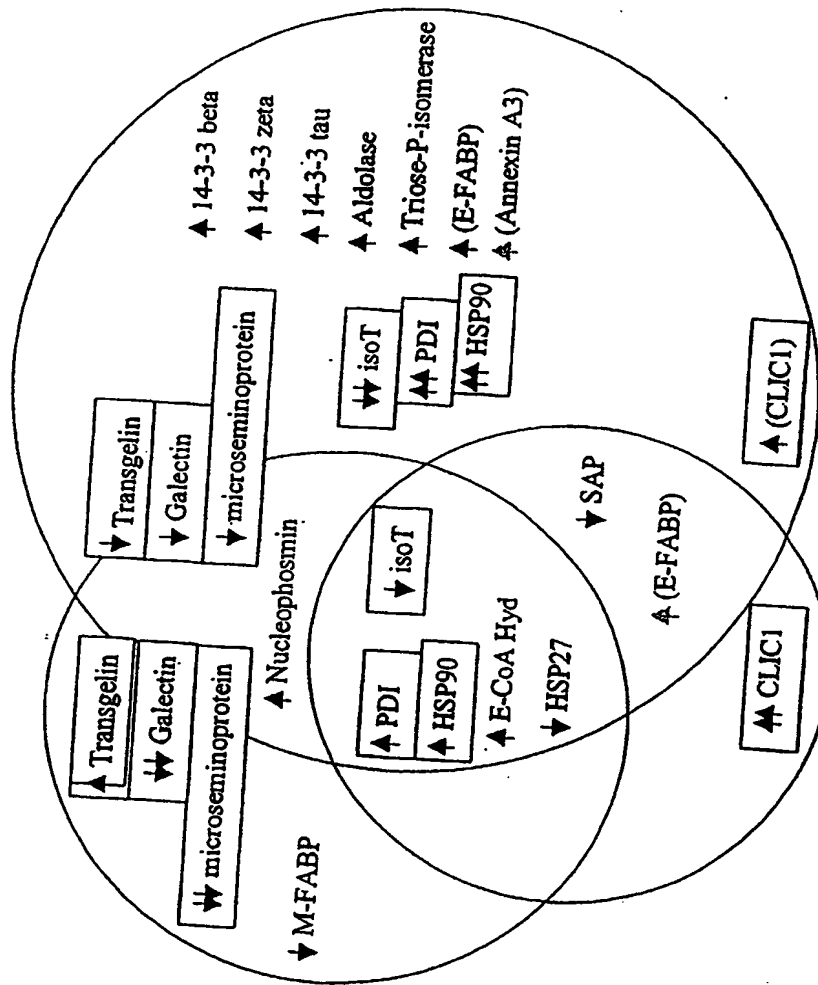 ↑ Transgelin
↓↓ Galectin
↓↓ microseminoprotein
↓ M-FABP
↓ Transgelin
↓ Galectin
↓ microseminoprotein
↑ Nucleophosmin
↑ 14-3-3 beta
↑ 14-3-3 zeta
↑ 14-3-3 tau
↑ Aldolase
↑ Triose-P-isomerase
↑ (E-FABP)
↑ (Annexin A3)
↓↓ isoT
↑↑ PDI
↑↑ HSP90
↓ isoT
↑ PDI
↑ HSP90
↑ E-CoA Hyd
↓ HSP27
↓ SAP
↑ (E-FABP)
↑↑ CLIC1
↑ (CLIC1)